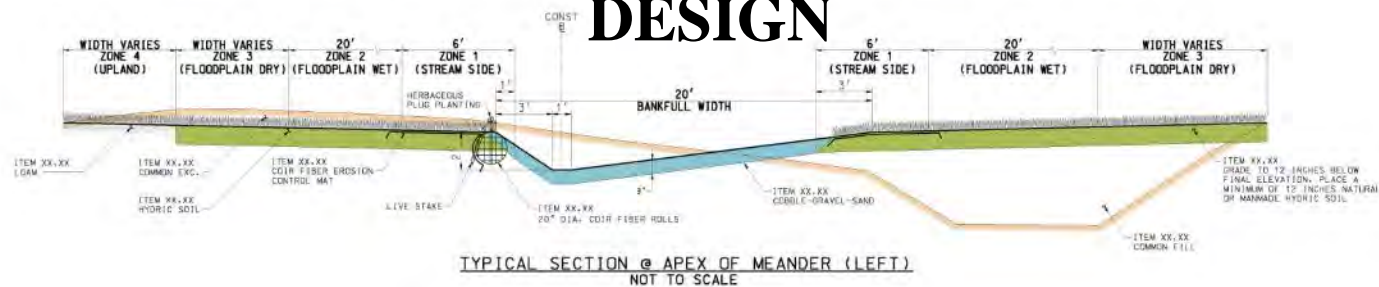 DESIGN
CONST
℄
WIDTH VARIES
ZONE 4
(UPLAND)
WIDTH VARIES
ZONE 3
(FLOODPLAIN DRY)
20'
ZONE 2
(FLOODPLAIN WET)
6'
ZONE 1
(STREAM SIDE)
6'
ZONE 1
(STREAM SIDE)
20'
ZONE 2
(FLOODPLAIN WET)
WIDTH VARIES
ZONE 3
(FLOODPLAIN DRY)
HERBACEOUS
PLUG PLANTING
1'
3'
1'
20'
BANKFULL WIDTH
3'
2'
ITEM XX.XX
LOAM
ITEM XX.XX
COMMON EXC.
ITEM XX.XX
HYDRIC SOIL
ITEM XX.XX
COIR FIBER EROSION
CONTROL MAT
LIVE STAKE
ITEM XX.XX
20" DIA. COIR FIBER ROLLS
ITEM XX.XX
COBBLE-GRAVEL-SAND
ITEM XX.XX
GRADE TO 12 INCHES BELOW
FINAL ELEVATION. PLACE A
MINIMUM OF 12 INCHES NATURAL
OR MANMADE HYDRIC SOIL
ITEM XX.XX
COMMON FILL
TYPICAL SECTION @ APEX OF MEANDER (LEFT)
NOT TO SCALE